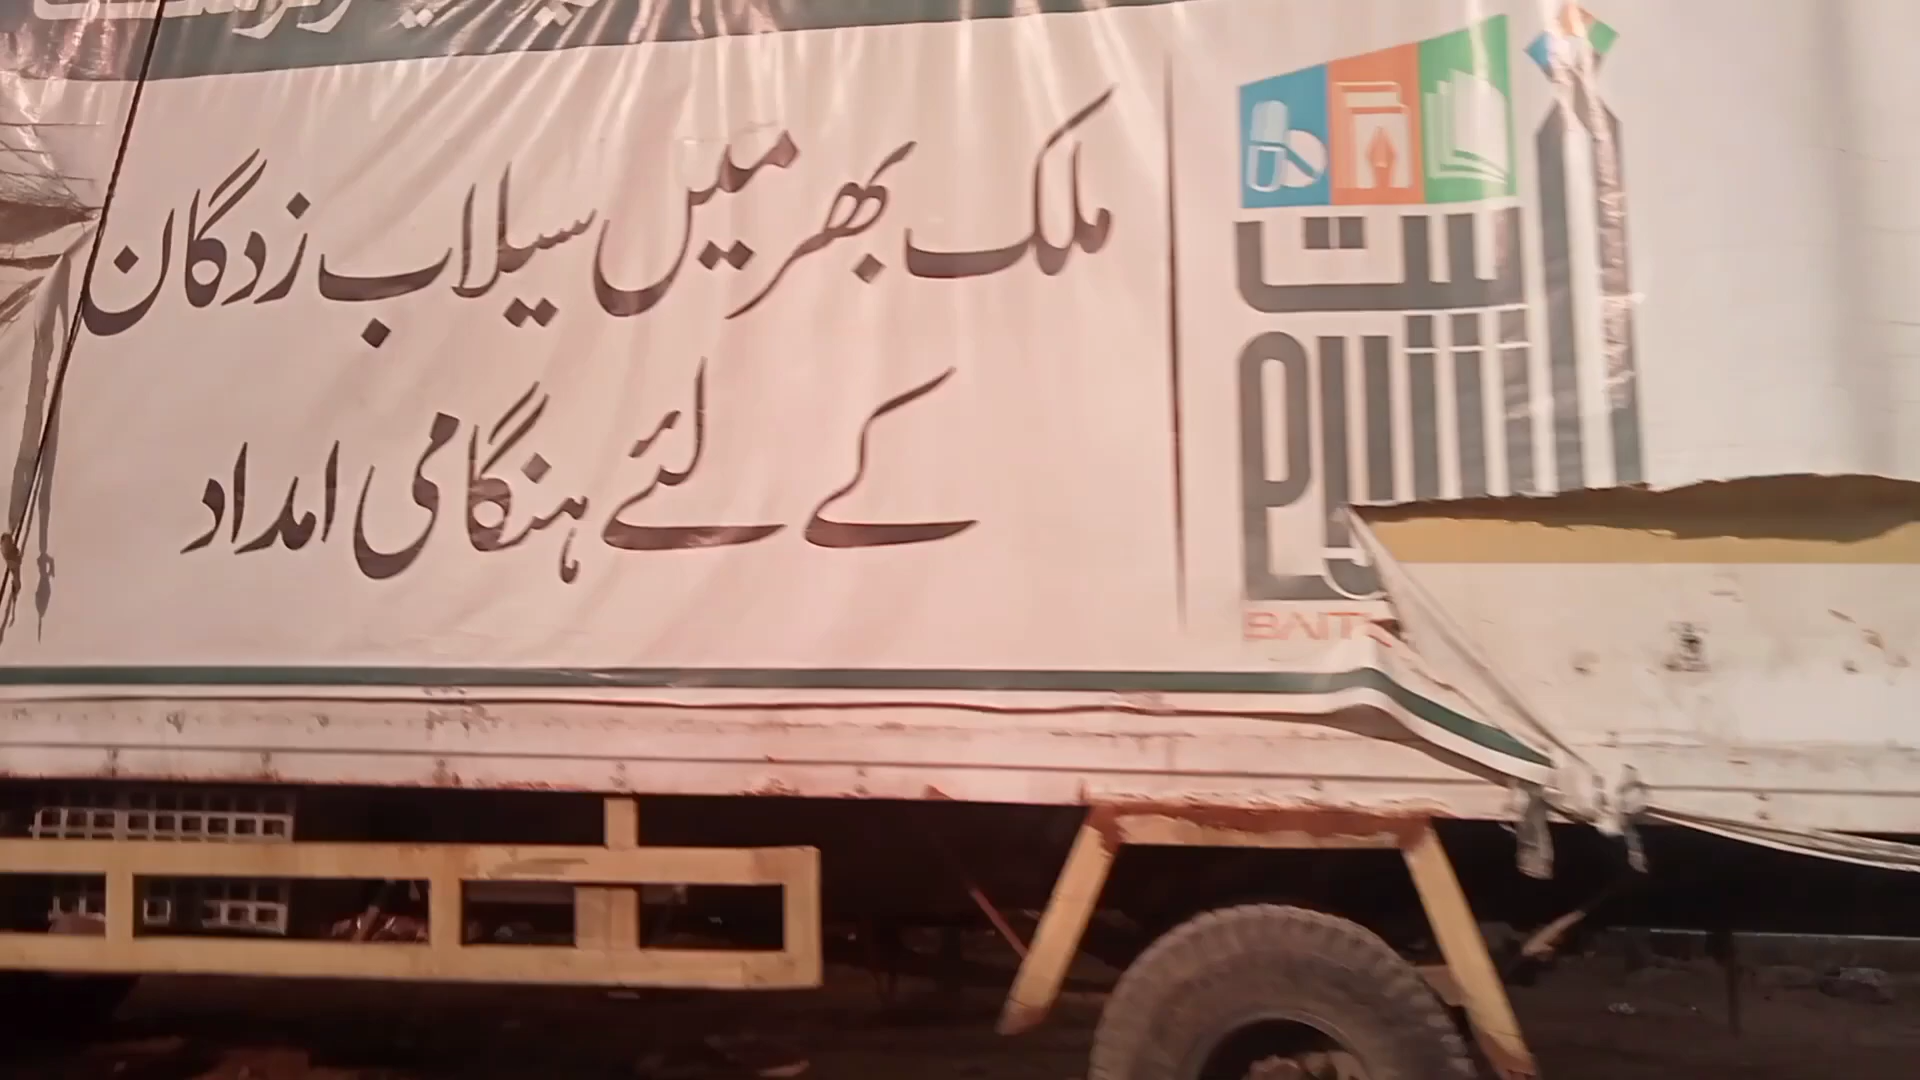 ملک بھر میں سیلاب زدگان
کے لئے ہنگامی امداد
بیت
السلام
BAIT